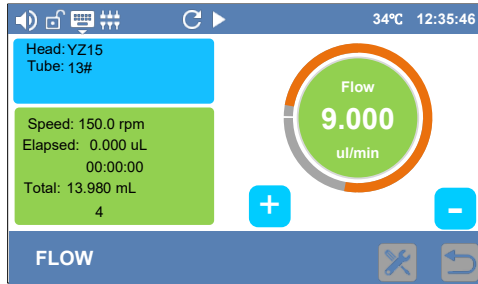 34℃ 12:35:46
Head: YZ15
Tube: 13#
Speed: 150.0 rpm
Elapsed: 0.000 uL
00:00:00
Total: 13.980 mL
4
Flow
9.000
ul/min
+
-
FLOW